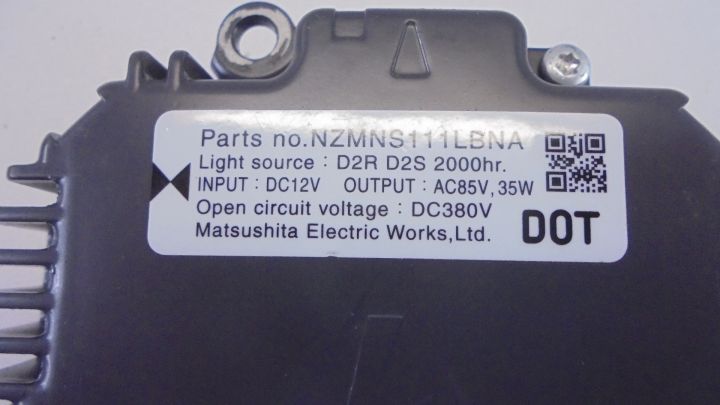 Parts no.NZMNS111LBNA
Light source : D2R D2S 2000hr.
INPUT : DC12V OUTPUT : AC85V, 35W
Open circuit voltage : DC380V
Matsushita Electric Works,Ltd.
DOT